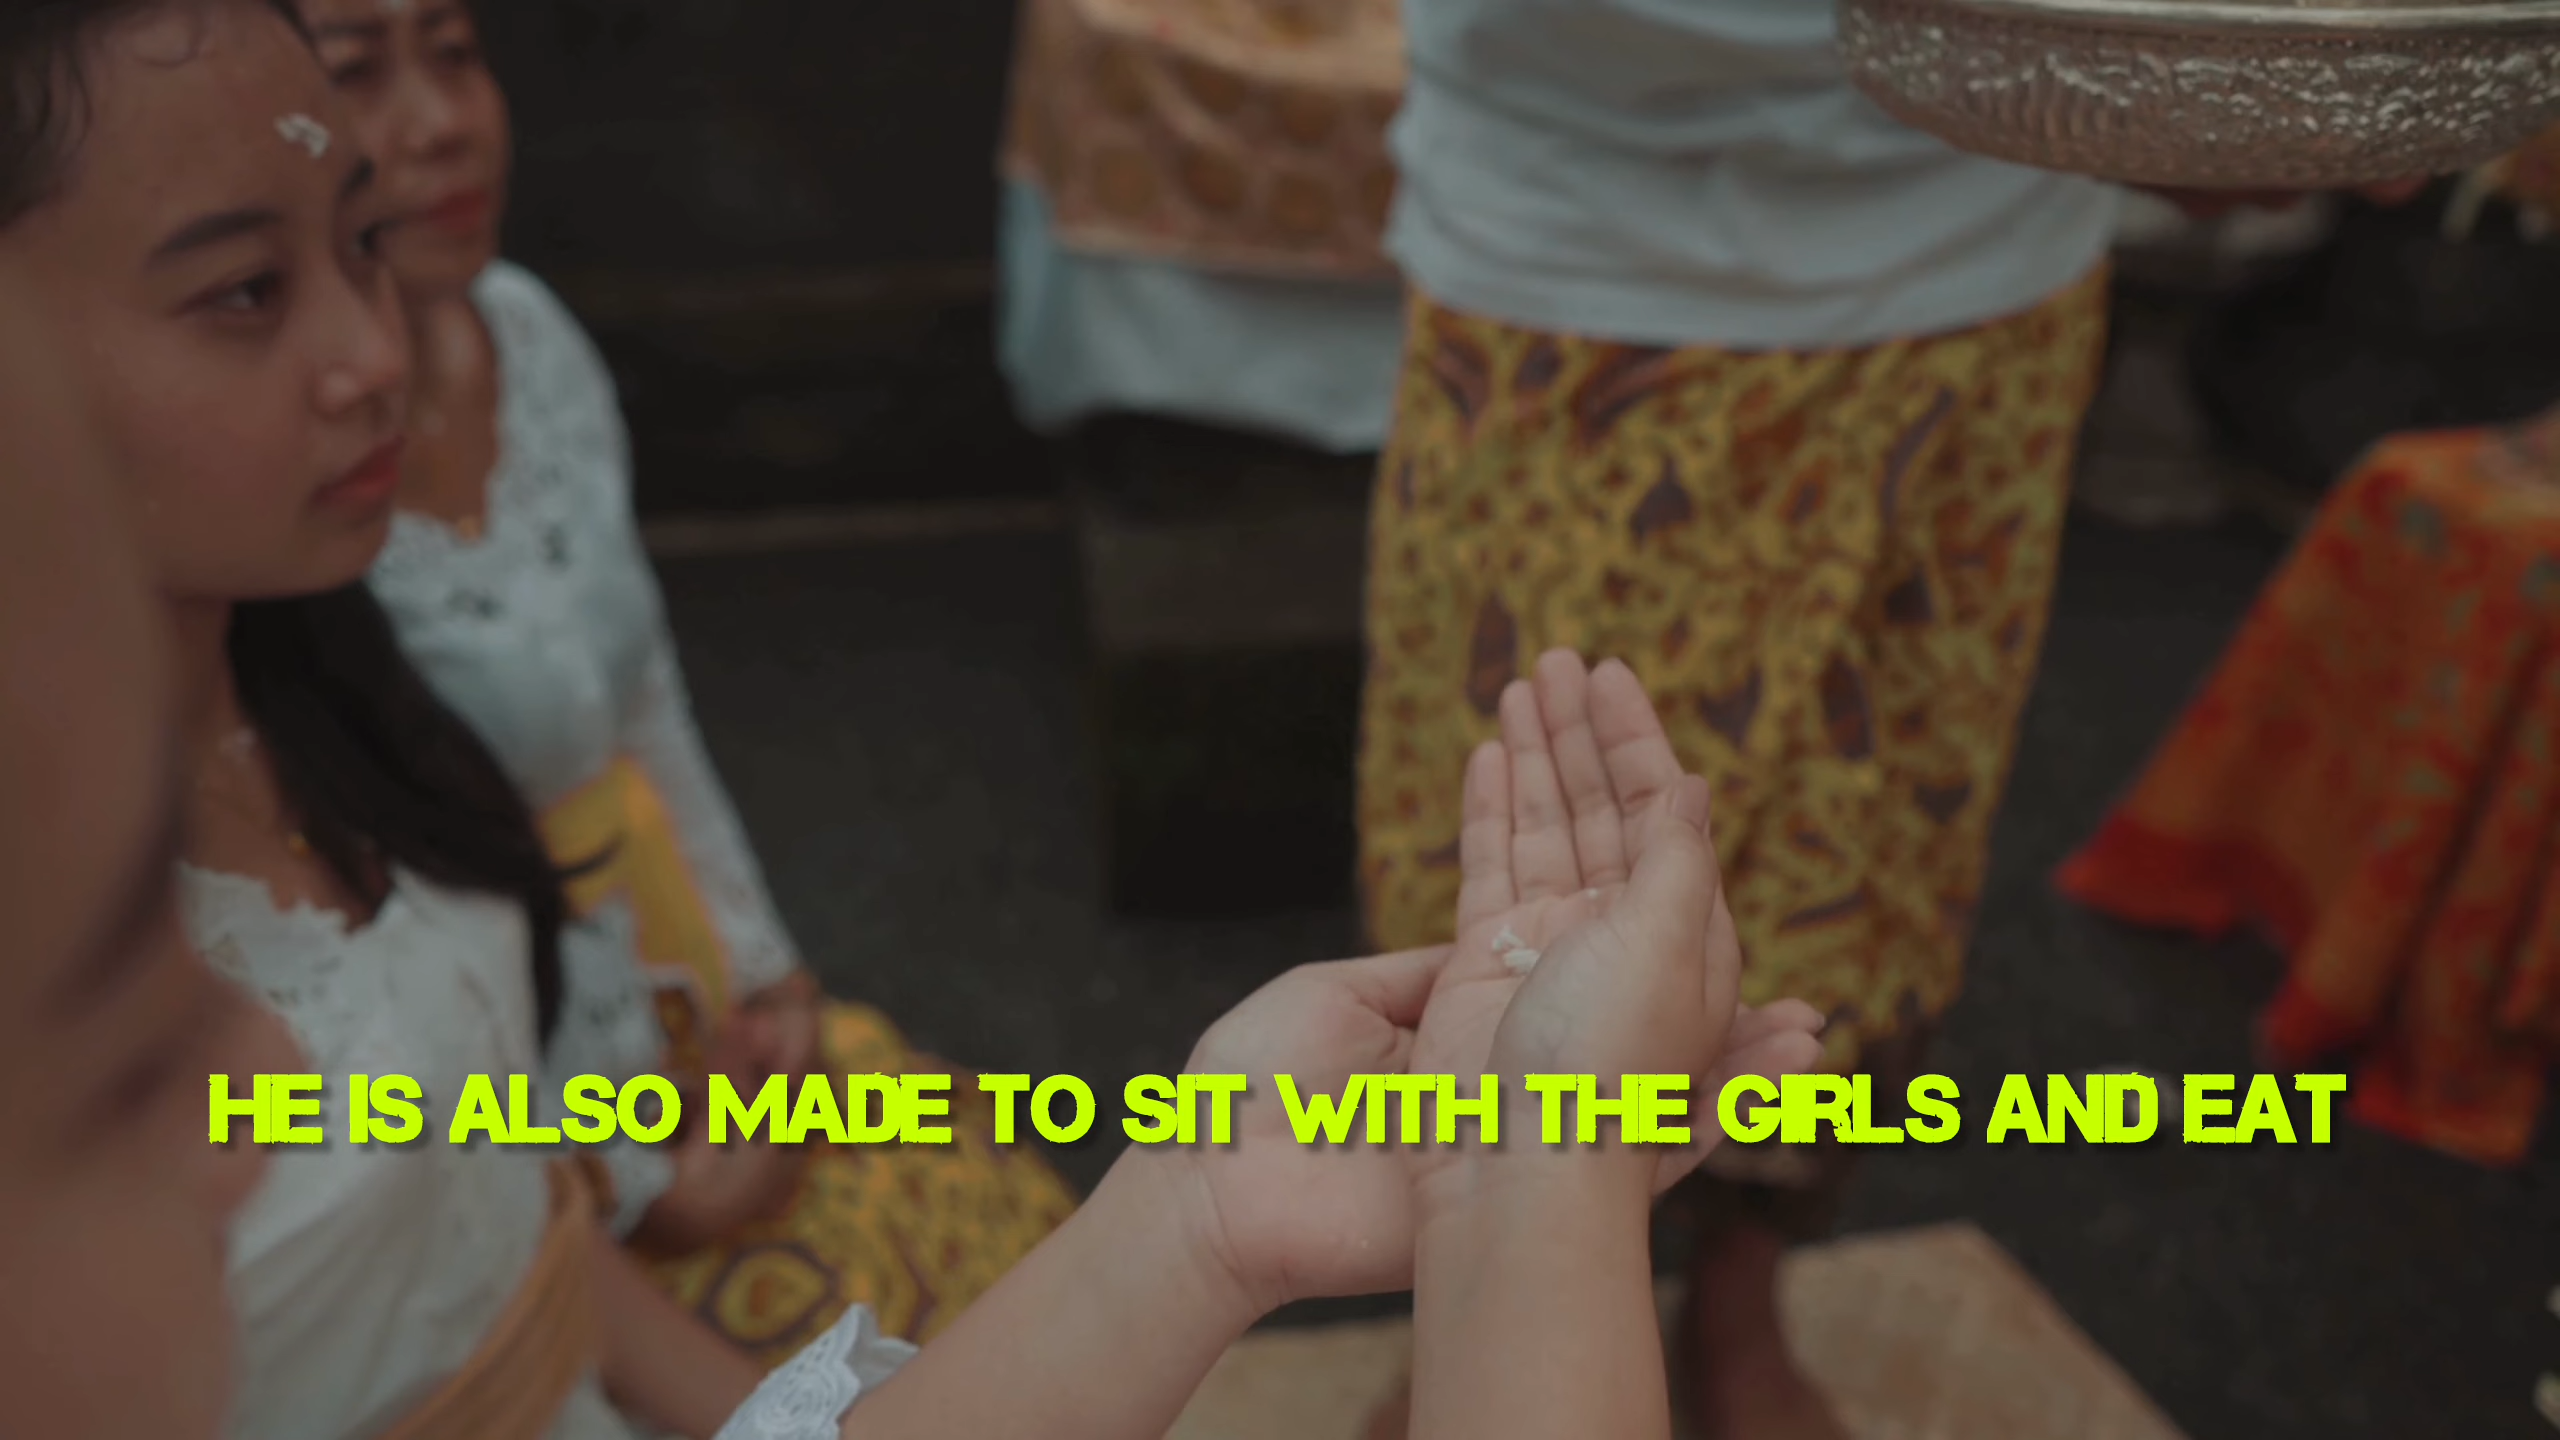 HE IS ALSO MADE TO SIT WITH THE GIRLS AND EAT